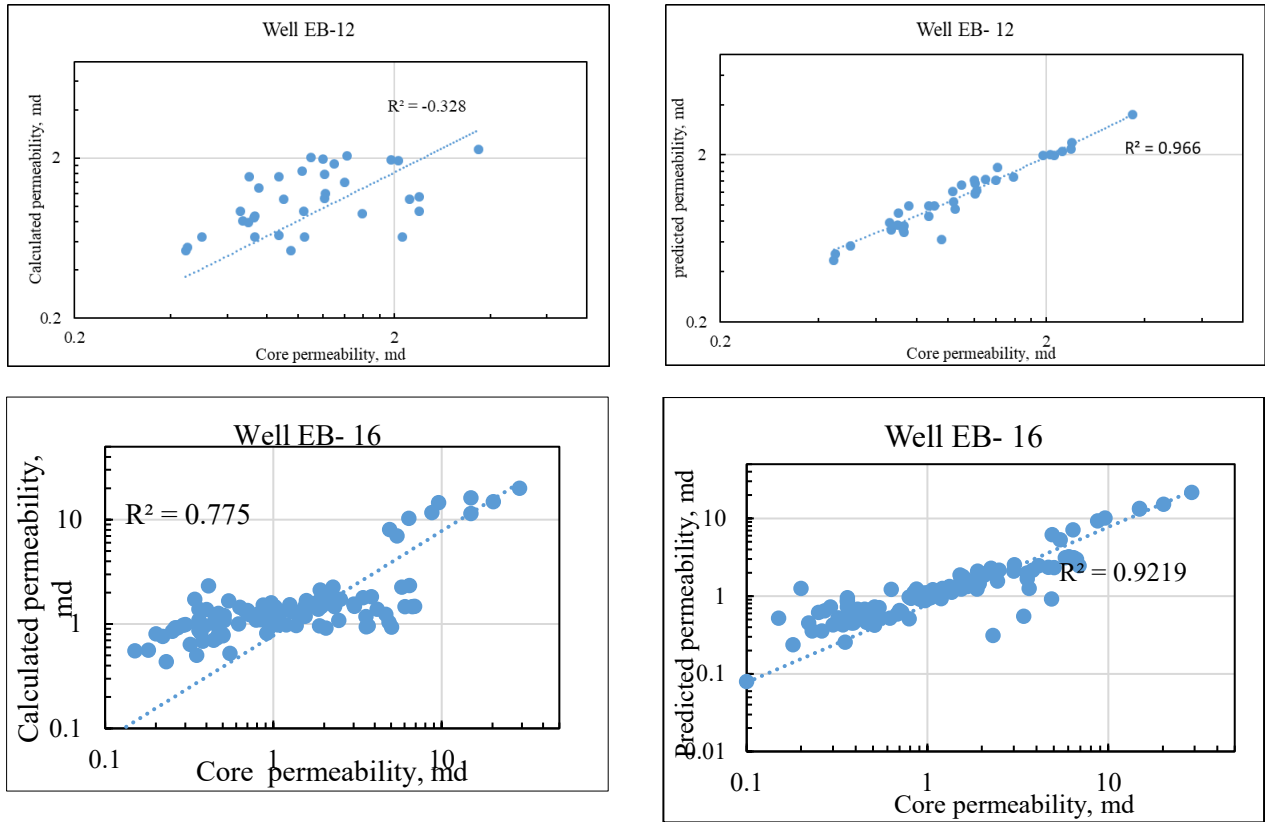 Well EB-12
Calculated permeability, md
R² = -0.328
2
0.2
0.2
2
Core permeability, md
Well EB- 12
predicted permeability, md
R² = 0.966
2
0.2
0.2
2
Core permeability, md
Well EB- 16
Calculated permeability,
md
R² = 0.775
10
1
0.1
0.1
1
10
Core permeability, md
Well EB- 16
Predicted permeability, md
R² = 0.9219
10
1
0.1
0.01
0.1
1
10
Core permeability, md